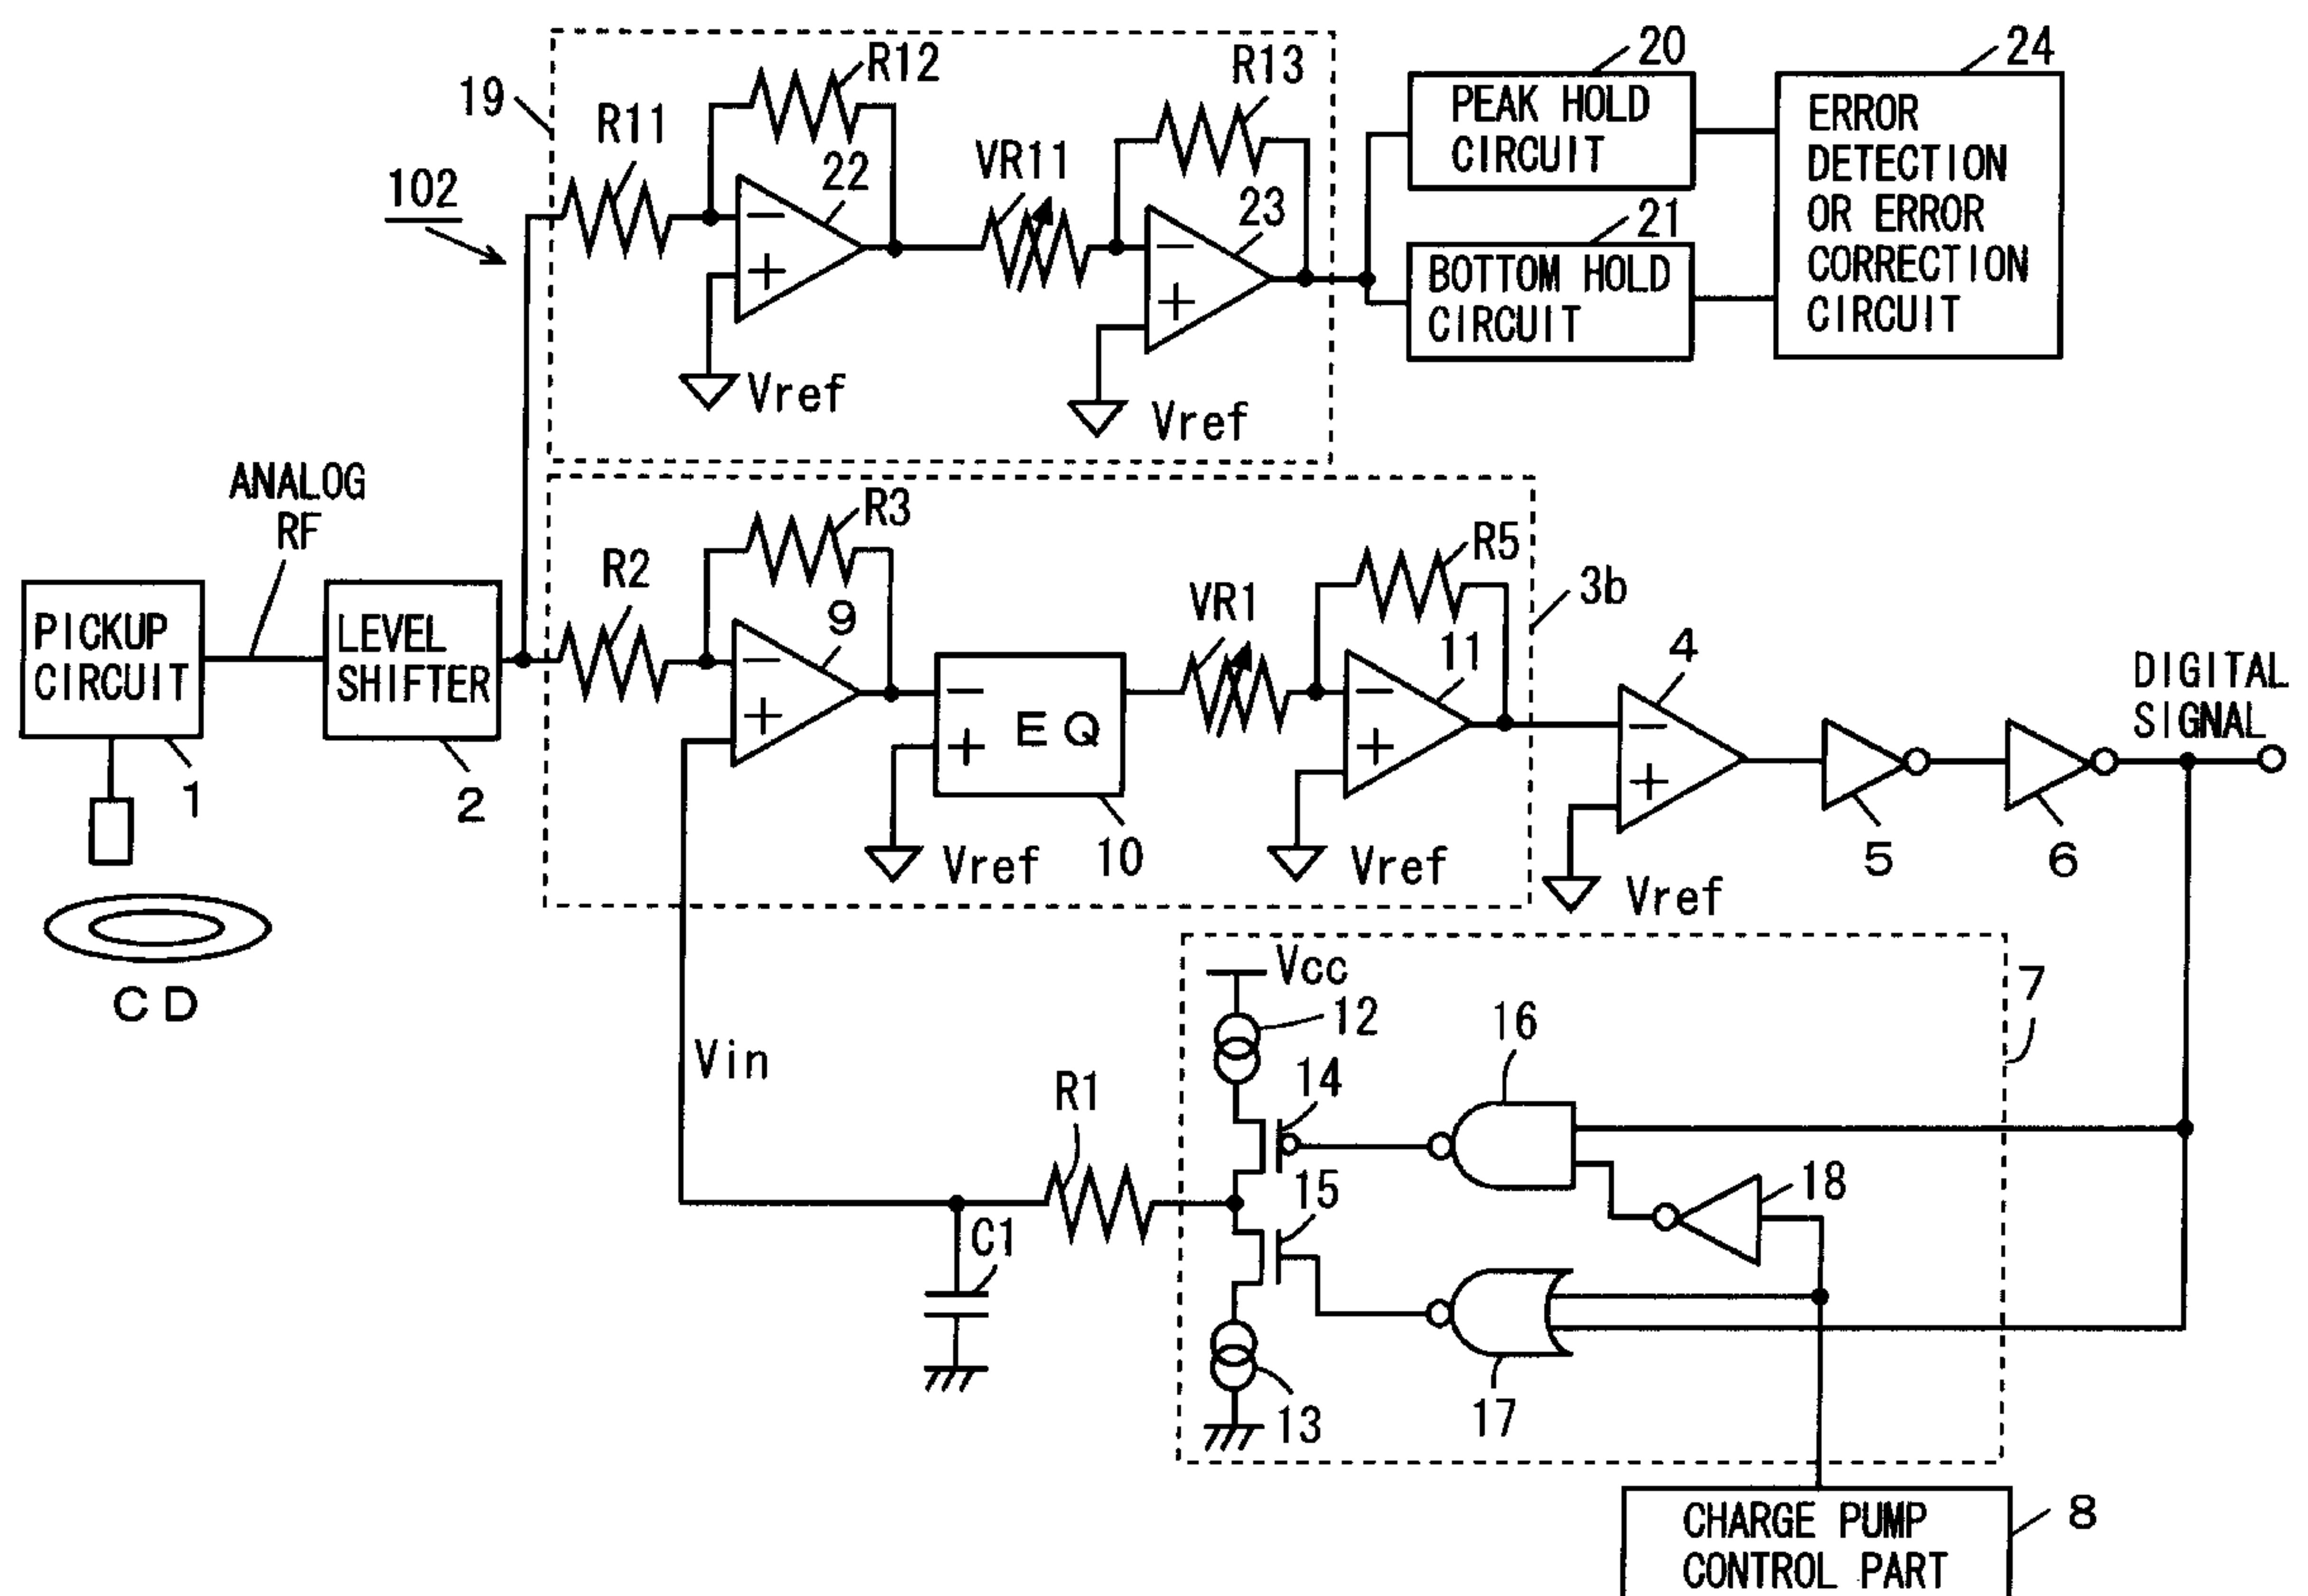 R12
R13
20
24
19
R11
PEAK HOLD
CIRCUIT
ERROR
DETECTION
OR ERROR
CORRECTION
CIRCUIT
22
VR11
102
23
21
BOTTOM HOLD
CIRCUIT
−
+
−
+
Vref
Vref
ANALOG
RF
R3
R5
R2
VR1
3b
PICKUP
CIRCUIT
LEVEL
SHIFTER
9
11
4
DIGITAL
SIGNAL
−
+
−
+
EQ
−
+
−
+
1
2
10
5
6
Vref
Vref
Vref
CD
Vcc
7
12
16
Vin
R1
14
15
18
C1
13
17
CHARGE PUMP
CONTROL PART
8